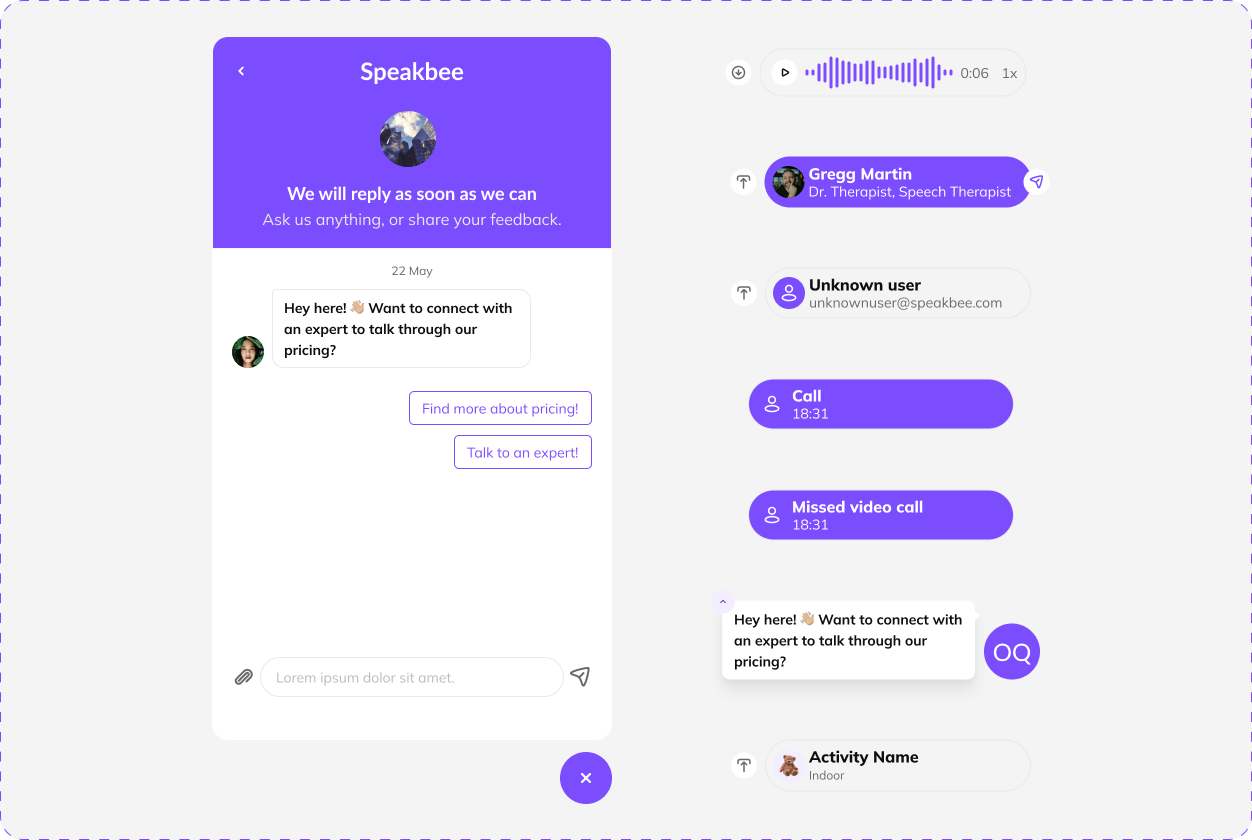 Speakbee
We will reply as soon as we can
Ask us anything, or share your feedback.
22 May
Hey here! 👋🏼 Want to connect with
an expert to talk through our
pricing?
Find more about pricing!
Talk to an expert!
Lorem ipsum dolor sit amet.
0:06 1x
Gregg Martin
Dr. Therapist, Speech Therapist
Unknown user
unknownuser@speakbee.com
Call
18:31
Missed video call
18:31
Hey here! 👋🏼 Want to connect with
an expert to talk through our
pricing?
OQ
Activity Name
Indoor